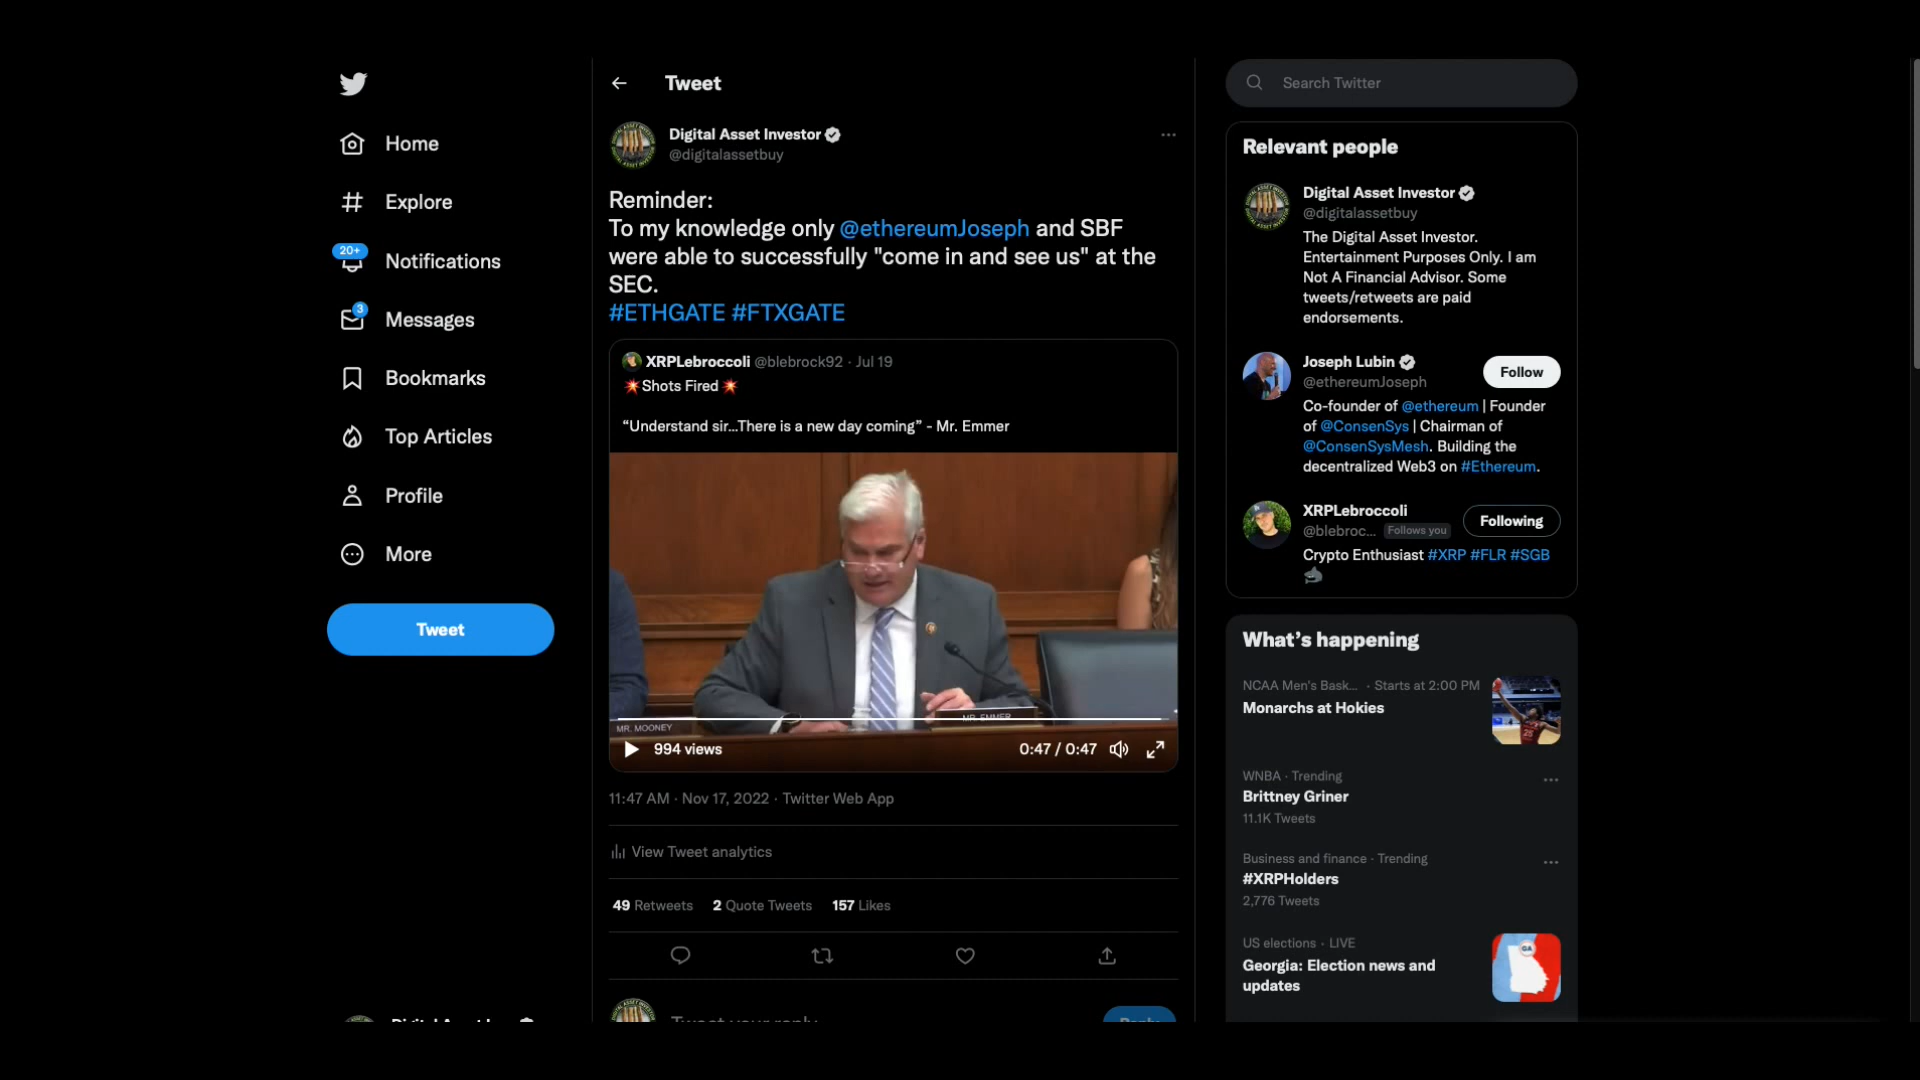 Home
Explore
20+
Notifications
3
Messages
Bookmarks
Top Articles
Profile
More
Tweet
Tweet
Digital Asset Investor
@digitalassetbuy
Reminder:
To my knowledge only @ethereumJoseph and SBF
were able to successfully "come in and see us" at the
SEC.
#ETHGATE #FTXGATE
XRPLebroccoli @blebrock92 · Jul 19
💥Shots Fired💥
“Understand sir...There is a new day coming” - Mr. Emmer
MR. MOONEY
MR. EMMER
994 views
0:47 / 0:47
11:47 AM · Nov 17, 2022 · Twitter Web App
View Tweet analytics
49 Retweets 2 Quote Tweets 157 Likes
Tweet your reply
Reply
Search Twitter
Relevant people
Digital Asset Investor
@digitalassetbuy
The Digital Asset Investor.
Entertainment Purposes Only. I am
Not A Financial Advisor. Some
tweets/retweets are paid
endorsements.
Joseph Lubin
@ethereumJoseph
Follow
Co-founder of @ethereum | Founder
of @ConsenSys | Chairman of
@ConsenSysMesh. Building the
decentralized Web3 on #Ethereum.
XRPLebroccoli
@blebroc... Follows you
Following
Crypto Enthusiast #XRP #FLR #SGB
🦈
What’s happening
NCAA Men's Bask... · Starts at 2:00 PM
Monarchs at Hokies
WNBA · Trending
Brittney Griner
11.1K Tweets
Business and finance · Trending
#XRPHolders
2,776 Tweets
US elections · LIVE
Georgia: Election news and
updates
GA